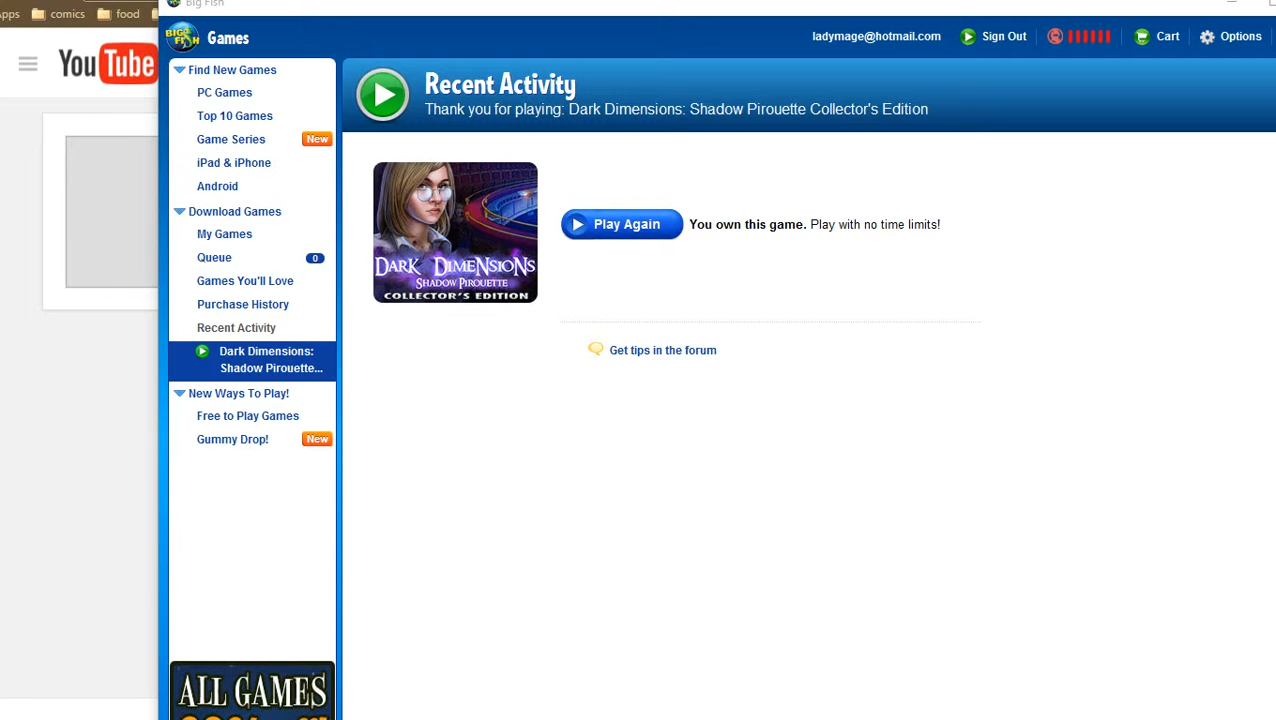 Apps comics food
Big Fish
YouTube
BIG FISH Games
ladymage@hotmail.com Sign Out Cart Options
Find New Games
PC Games
Top 10 Games
Game Series New
iPad & iPhone
Android
Download Games
My Games
Queue 0
Games You'll Love
Purchase History
Recent Activity
Dark Dimensions:
Shadow Pirouette...
New Ways To Play!
Free to Play Games
Gummy Drop! New
ALL GAMES
Recent Activity
Thank you for playing: Dark Dimensions: Shadow Pirouette Collector's Edition
DARK DIMENSIONS
SHADOW PIROUETTE
COLLECTOR'S EDITION
Play Again You own this game. Play with no time limits!
Get tips in the forum